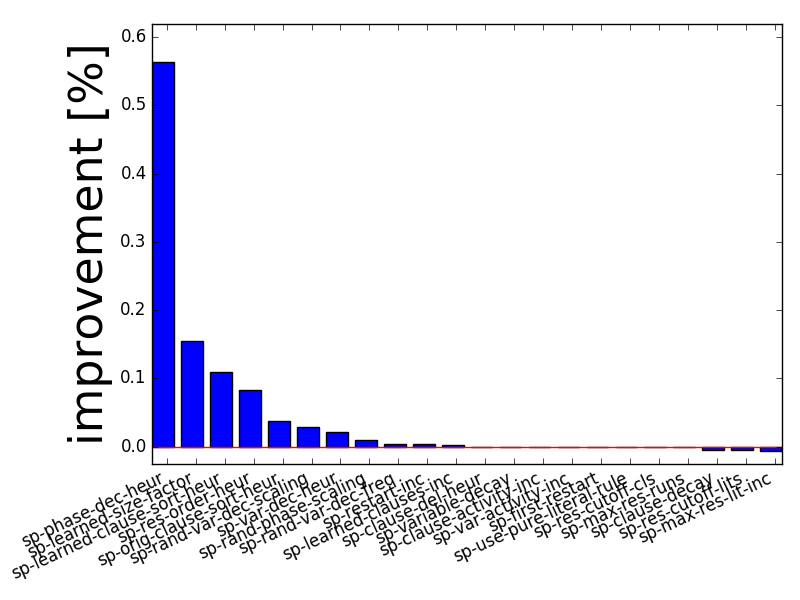 improvement [%]
0.6
0.5
0.4
0.3
0.2
0.1
0.0
sp-phase-dec-heur
sp-learned-size-factor
sp-learned-clause-sort-heur
sp-res-order-heur
sp-orig-clause-sort-heur
sp-rand-var-dec-scaling
sp-var-dec-heur
sp-rand-phase-scaling
sp-rand-var-dec-freq
sp-restart-inc
sp-learned-clauses-inc
sp-clause-del-heur
sp-variable-decay
sp-clause-activity-inc
sp-var-activity-inc
sp-first-restart
sp-use-pure-literal-rule
sp-res-cutoff-cls
sp-max-res-runs
sp-clause-decay
sp-res-cutoff-lits
sp-max-res-lit-inc